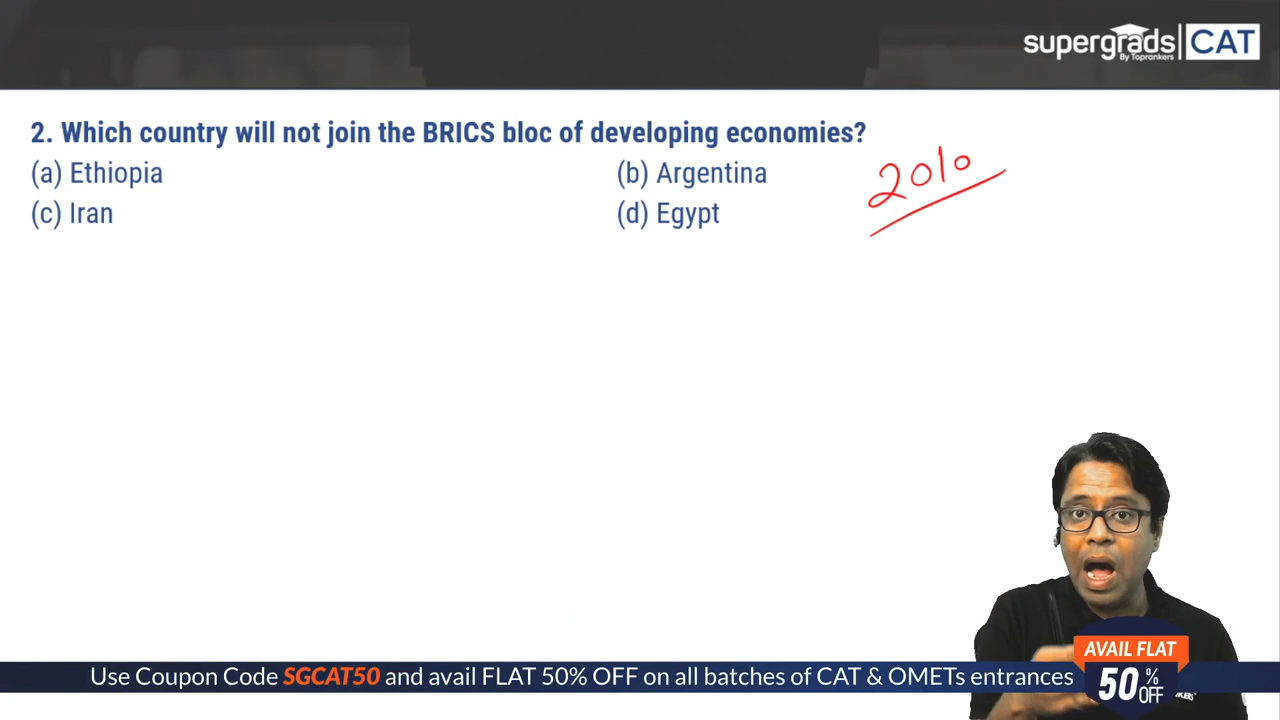 supergrads CAT
By Toprankers
2. Which country will not join the BRICS bloc of developing economies?
(a) Ethiopia
(b) Argentina
2010
(c) Iran
(d) Egypt
Use Coupon Code SGCAT50 and avail FLAT 50% OFF on all batches of CAT & OMETs entrances
AVAIL FLAT
50% OFF